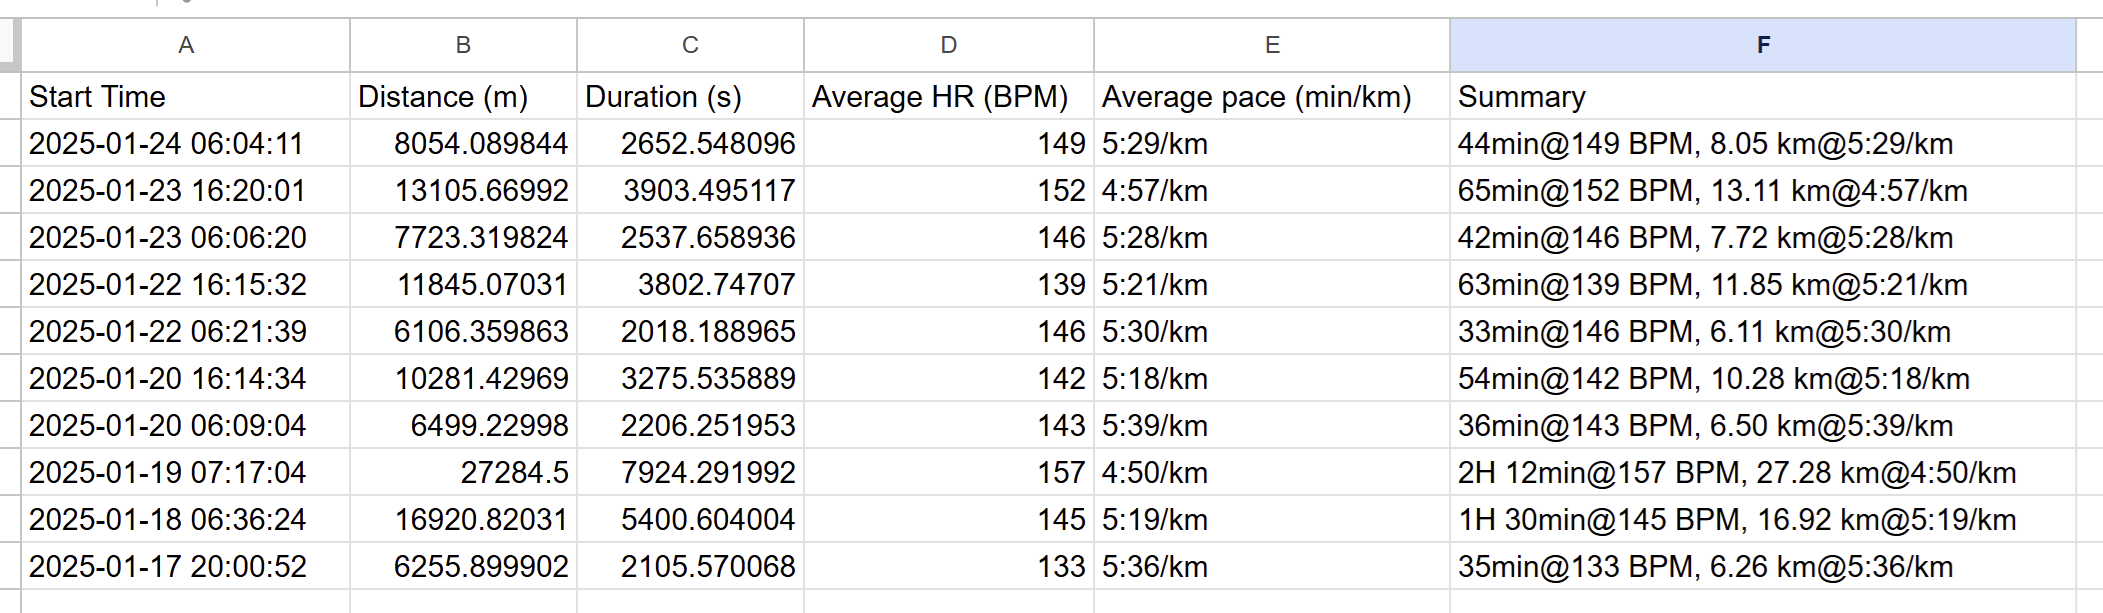 A B C D E F
Start Time Distance (m) Duration (s) Average HR (BPM) Average pace (min/km) Summary
2025-01-24 06:04:11 8054.089844 2652.548096 149 5:29/km 44min@149 BPM, 8.05 km@5:29/km
2025-01-23 16:20:01 13105.66992 3903.495117 152 4:57/km 65min@152 BPM, 13.11 km@4:57/km
2025-01-23 06:06:20 7723.319824 2537.658936 146 5:28/km 42min@146 BPM, 7.72 km@5:28/km
2025-01-22 16:15:32 11845.07031 3802.74707 139 5:21/km 63min@139 BPM, 11.85 km@5:21/km
2025-01-22 06:21:39 6106.359863 2018.188965 146 5:30/km 33min@146 BPM, 6.11 km@5:30/km
2025-01-20 16:14:34 10281.42969 3275.535889 142 5:18/km 54min@142 BPM, 10.28 km@5:18/km
2025-01-20 06:09:04 6499.22998 2206.251953 143 5:39/km 36min@143 BPM, 6.50 km@5:39/km
2025-01-19 07:17:04 27284.5 7924.291992 157 4:50/km 2H 12min@157 BPM, 27.28 km@4:50/km
2025-01-18 06:36:24 16920.82031 5400.604004 145 5:19/km 1H 30min@145 BPM, 16.92 km@5:19/km
2025-01-17 20:00:52 6255.899902 2105.570068 133 5:36/km 35min@133 BPM, 6.26 km@5:36/km